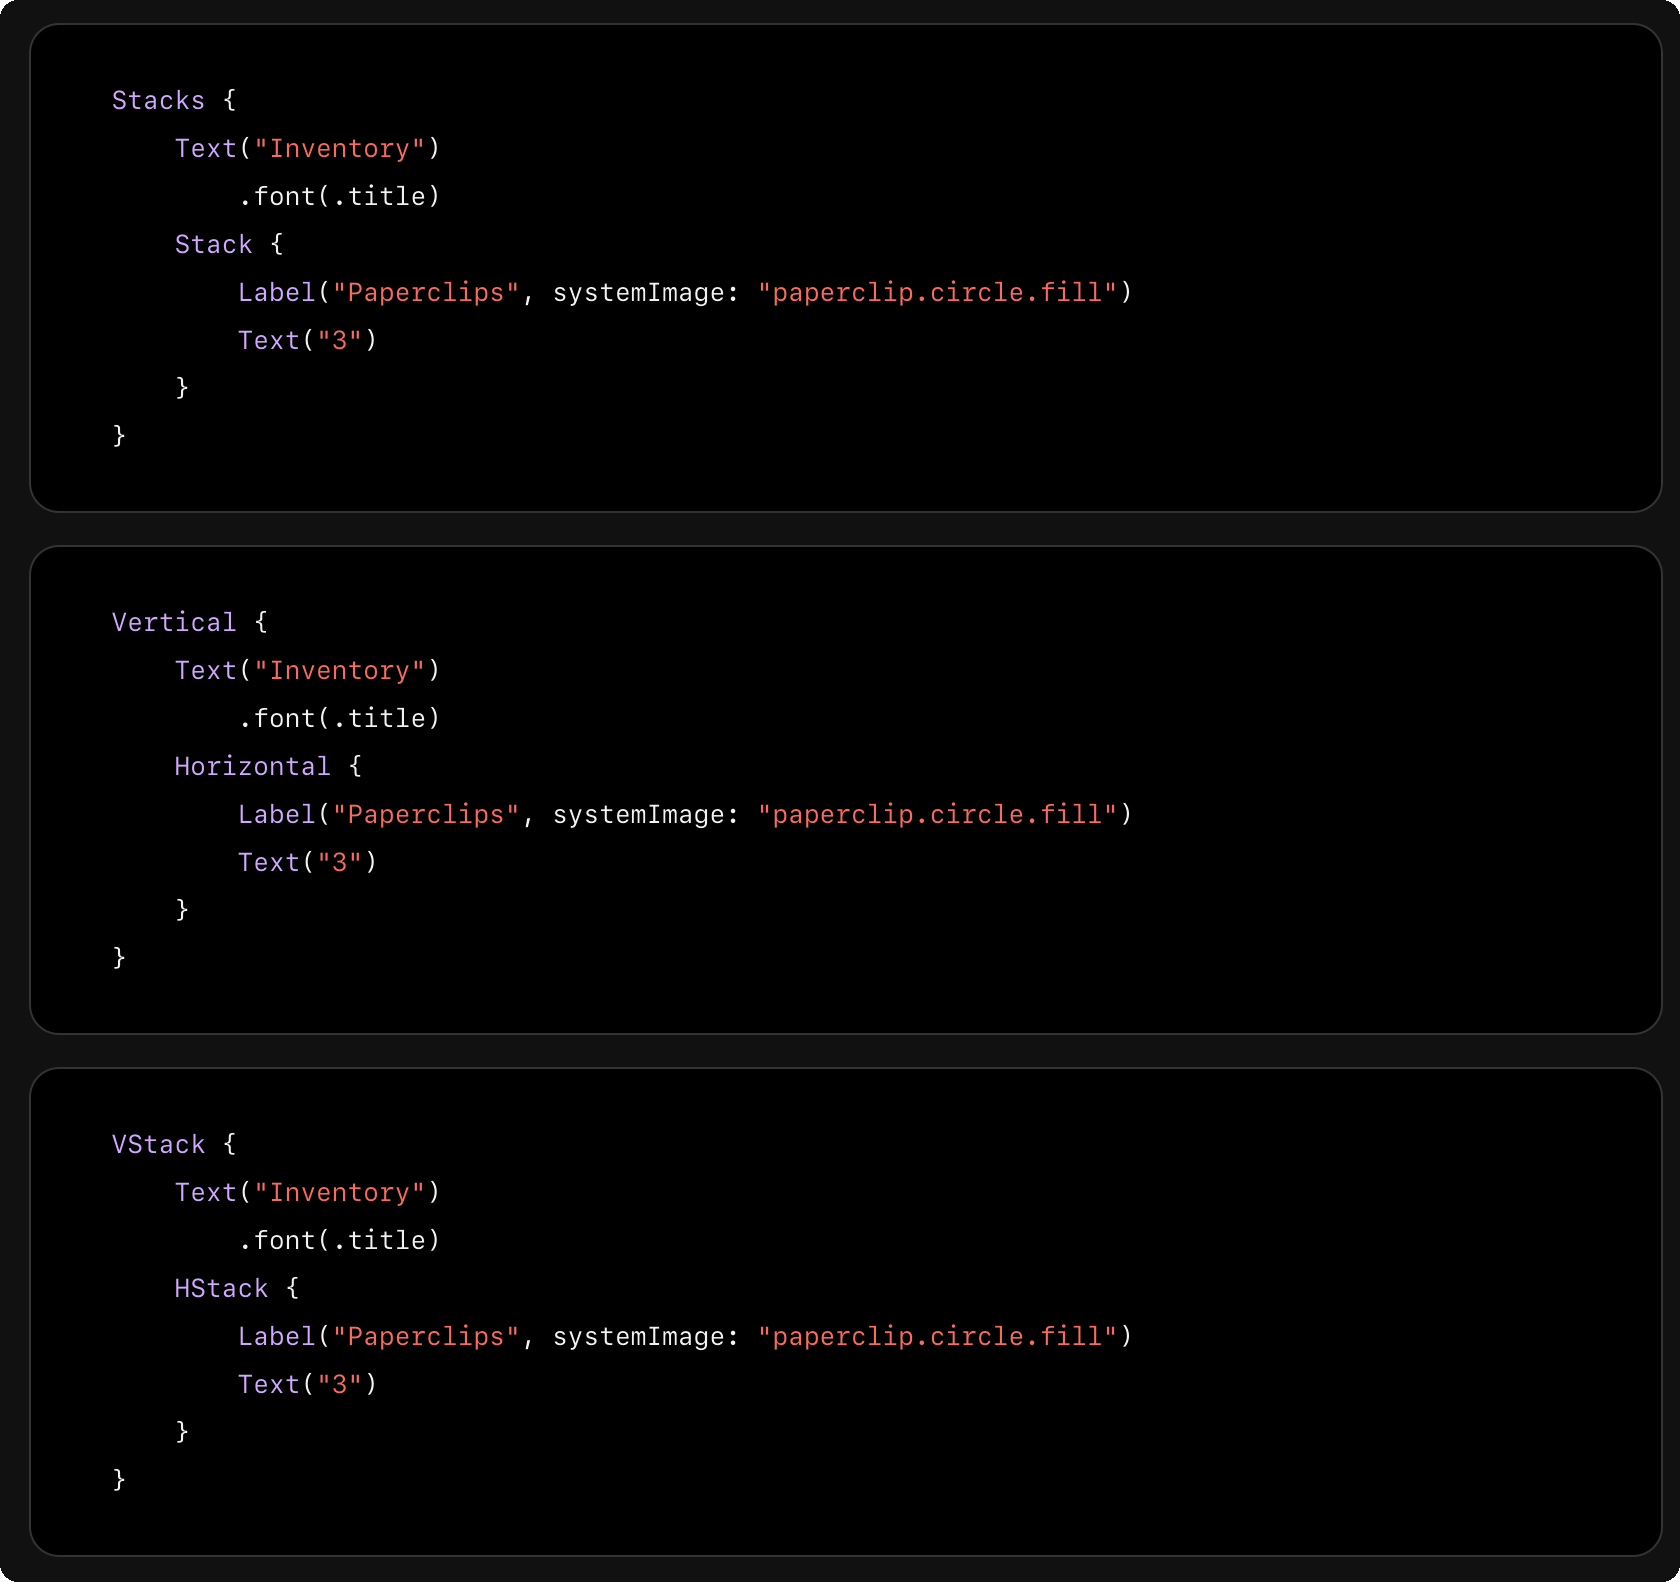 Stacks {
Text("Inventory")
.font(.title)
Stack {
Label("Paperclips", systemImage: "paperclip.circle.fill")
Text("3")
}
}
Vertical {
Text("Inventory")
.font(.title)
Horizontal {
Label("Paperclips", systemImage: "paperclip.circle.fill")
Text("3")
}
}
VStack {
Text("Inventory")
.font(.title)
HStack {
Label("Paperclips", systemImage: "paperclip.circle.fill")
Text("3")
}
}